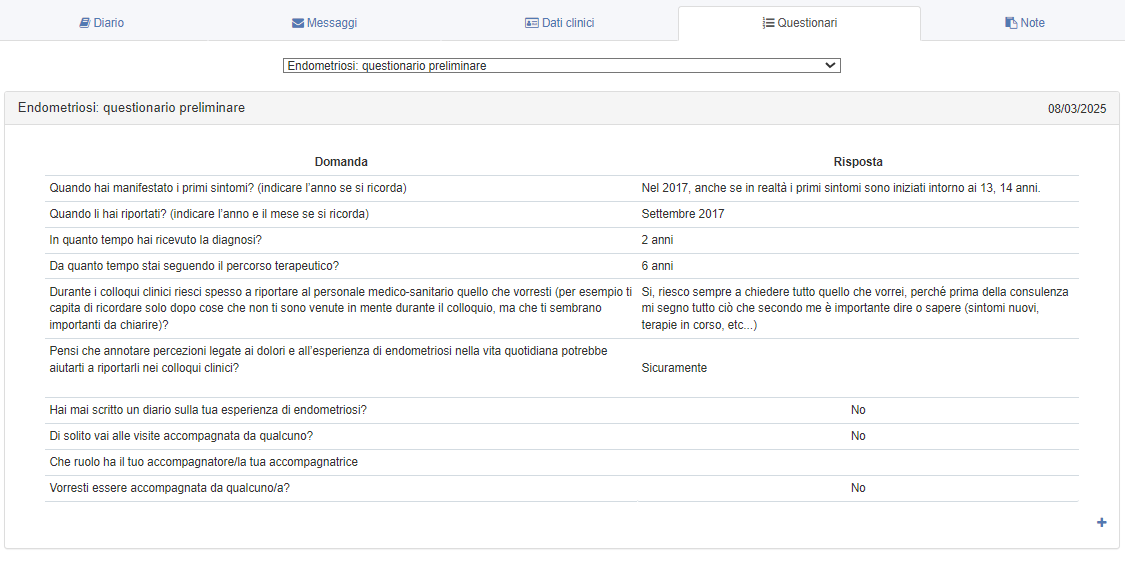 Diario
Messaggi
Dati clinici
Questionari
Note
Endometriosi: questionario preliminare
Endometriosi: questionario preliminare
08/03/2025
Domanda
Risposta
Quando hai manifestato i primi sintomi? (indicare l'anno se si ricorda)
Nel 2017, anche se in realtà i primi sintomi sono iniziati intorno ai 13, 14 anni.
Quando li hai riportati? (indicare l'anno e il mese se si ricorda)
Settembre 2017
In quanto tempo hai ricevuto la diagnosi?
2 anni
Da quanto tempo stai seguendo il percorso terapeutico?
6 anni
Durante i colloqui clinici riesci spesso a riportare al personale medico-sanitario quello che vorresti (per esempio ti
capita di ricordare solo dopo cose che non ti sono venute in mente durante il colloquio, ma che ti sembrano
importanti da chiarire)?
Si, riesco sempre a chiedere tutto quello che vorrei, perché prima della consulenza
mi segno tutto ciò che secondo me è importante dire o sapere (sintomi nuovi,
terapie in corso, etc...)
Pensi che annotare percezioni legate ai dolori e all'esperienza di endometriosi nella vita quotidiana potrebbe
aiutarti a riportarli nei colloqui clinici?
Sicuramente
Hai mai scritto un diario sulla tua esperienza di endometriosi?
No
Di solito vai alle visite accompagnata da qualcuno?
No
Che ruolo ha il tuo accompagnatore/la tua accompagnatrice
Vorresti essere accompagnata da qualcuno/a?
No